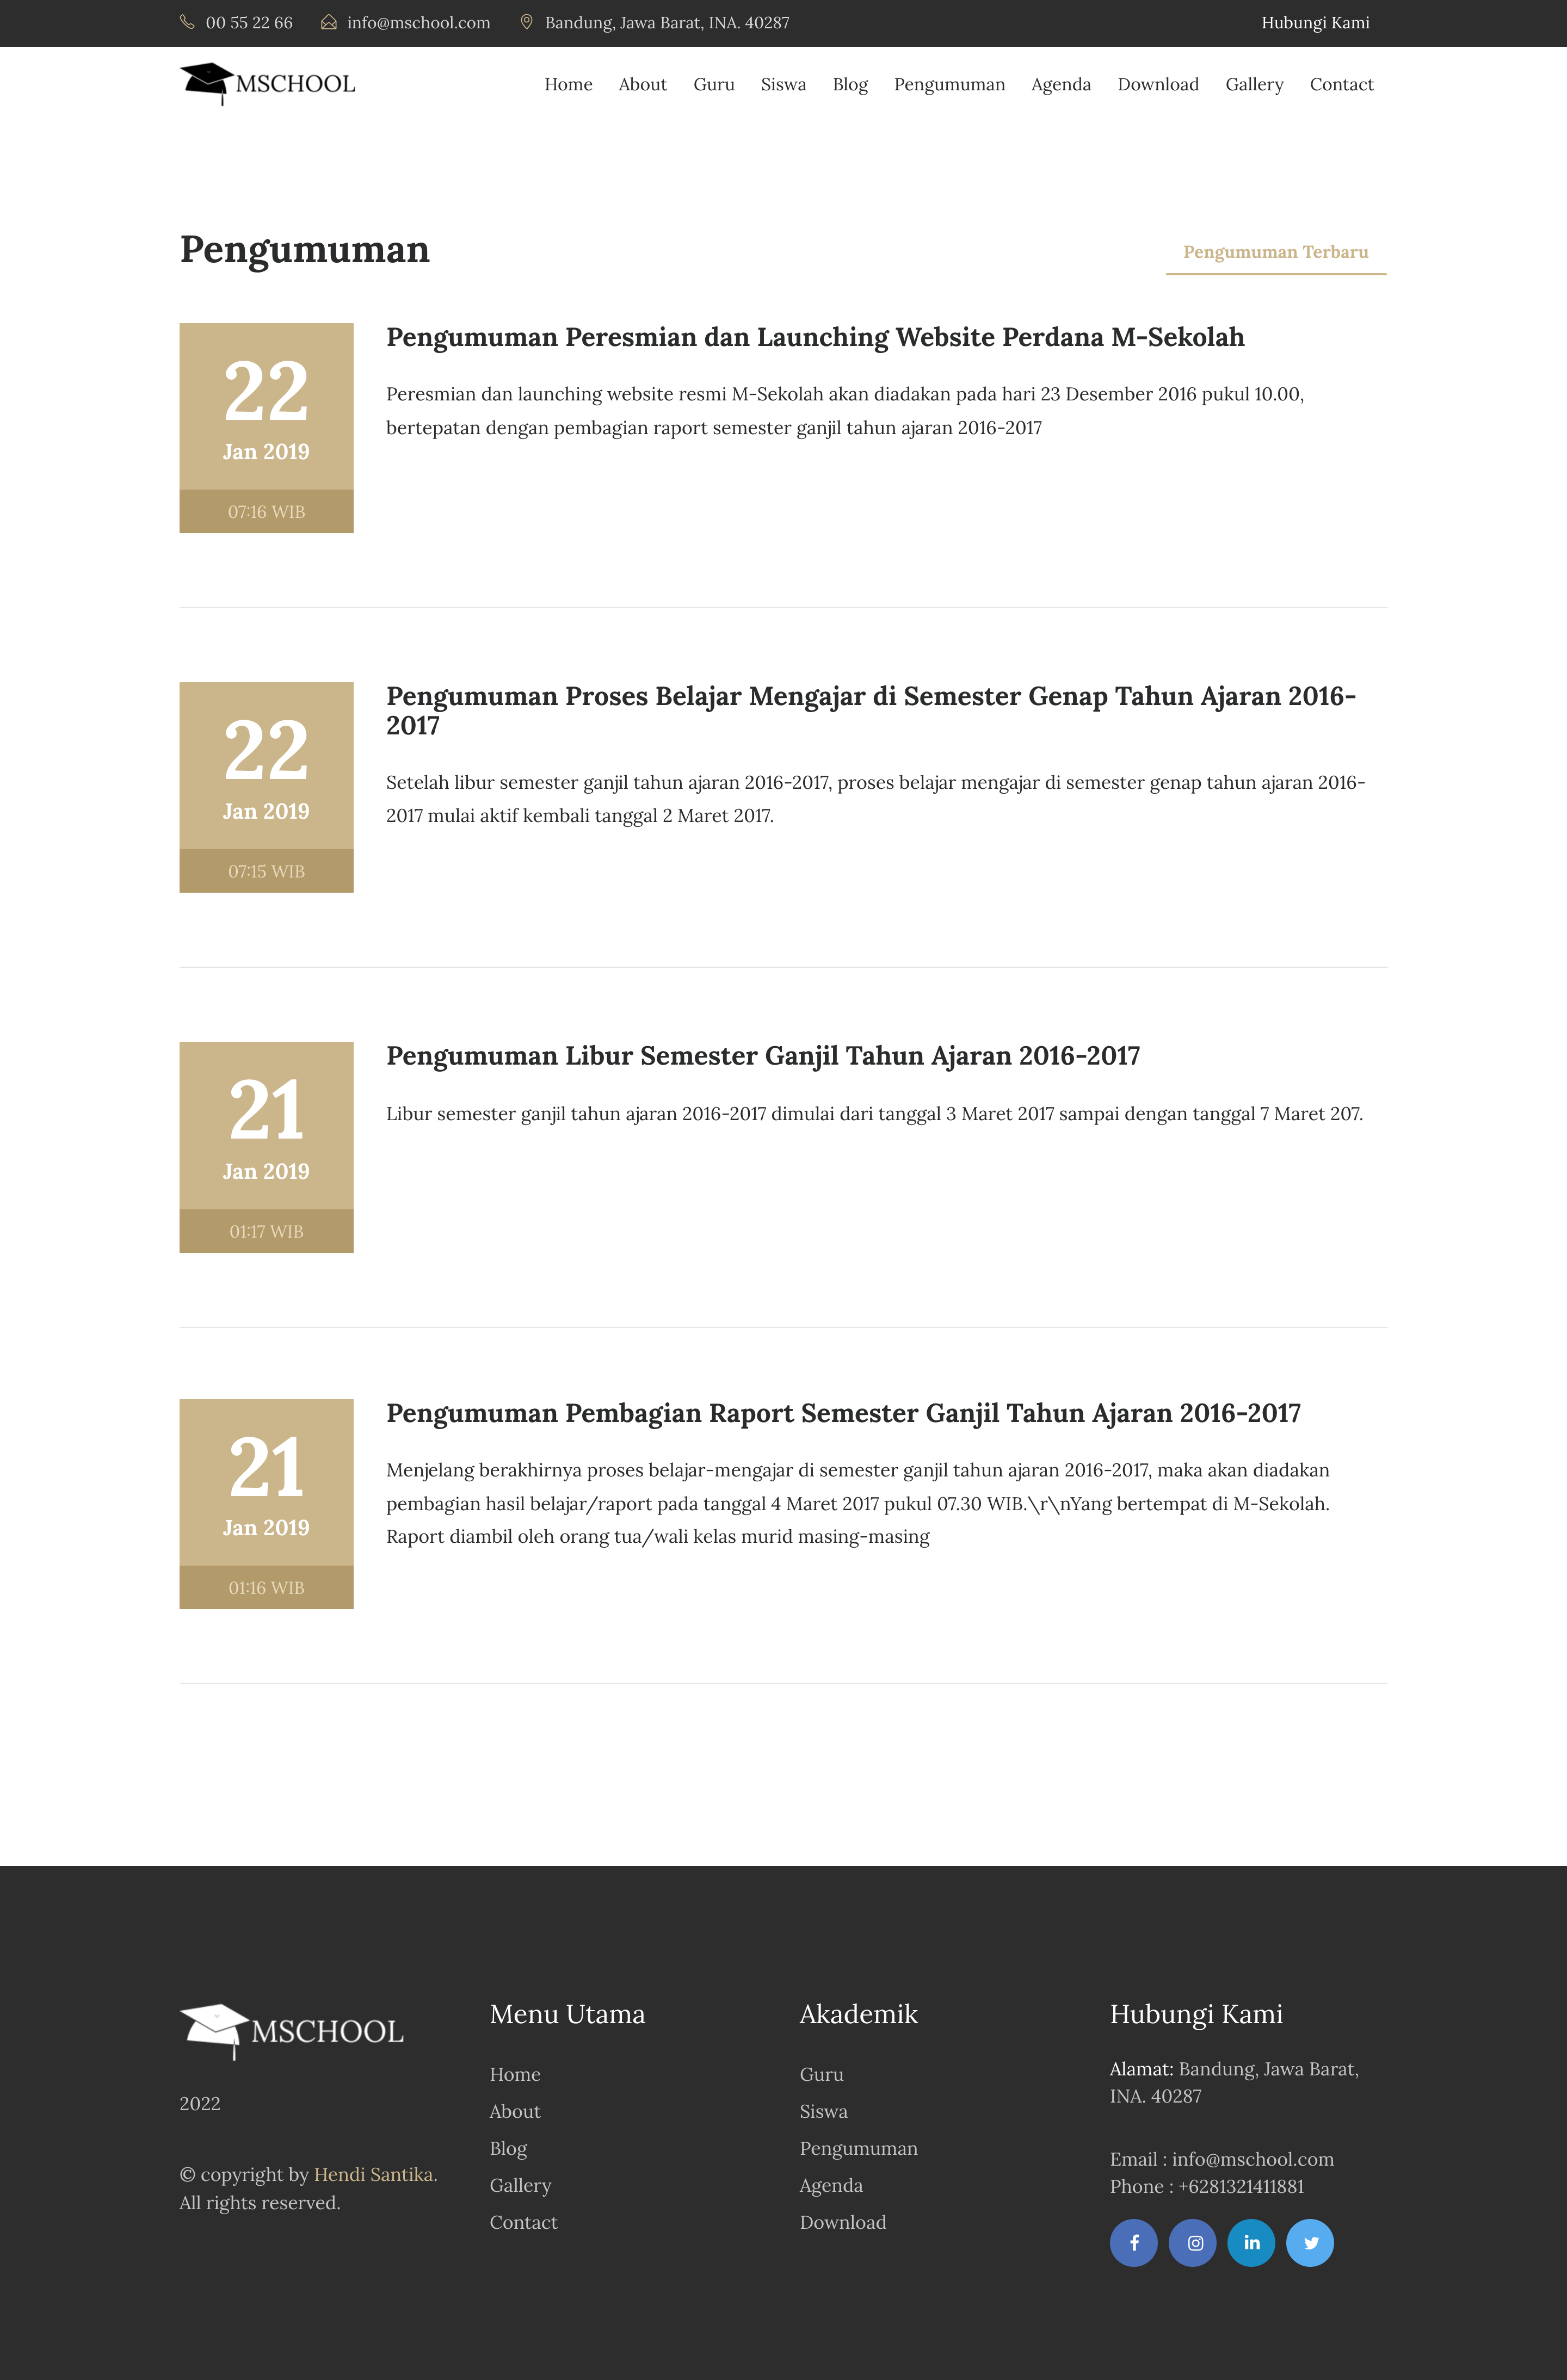 00 55 22 66 info@mschool.com Bandung, Jawa Barat, INA. 40287 Hubungi Kami
MSCHOOL Home About Guru Siswa Blog Pengumuman Agenda Download Gallery Contact
Pengumuman Pengumuman Terbaru
22
Jan 2019
07:16 WIB
Pengumuman Peresmian dan Launching Website Perdana M-Sekolah
Peresmian dan launching website resmi M-Sekolah akan diadakan pada hari 23 Desember 2016 pukul 10.00,
bertepatan dengan pembagian raport semester ganjil tahun ajaran 2016-2017
22
Jan 2019
07:15 WIB
Pengumuman Proses Belajar Mengajar di Semester Genap Tahun Ajaran 2016-
2017
Setelah libur semester ganjil tahun ajaran 2016-2017, proses belajar mengajar di semester genap tahun ajaran 2016-
2017 mulai aktif kembali tanggal 2 Maret 2017.
21
Jan 2019
01:17 WIB
Pengumuman Libur Semester Ganjil Tahun Ajaran 2016-2017
Libur semester ganjil tahun ajaran 2016-2017 dimulai dari tanggal 3 Maret 2017 sampai dengan tanggal 7 Maret 207.
21
Jan 2019
01:16 WIB
Pengumuman Pembagian Raport Semester Ganjil Tahun Ajaran 2016-2017
Menjelang berakhirnya proses belajar-mengajar di semester ganjil tahun ajaran 2016-2017, maka akan diadakan
pembagian hasil belajar/raport pada tanggal 4 Maret 2017 pukul 07.30 WIB.\r\nYang bertempat di M-Sekolah.
Raport diambil oleh orang tua/wali kelas murid masing-masing
MSCHOOL
2022
© copyright by Hendi Santika.
All rights reserved.
Menu Utama
Home
About
Blog
Gallery
Contact
Akademik
Guru
Siswa
Pengumuman
Agenda
Download
Hubungi Kami
Alamat: Bandung, Jawa Barat,
INA. 40287
Email : info@mschool.com
Phone : +6281321411881